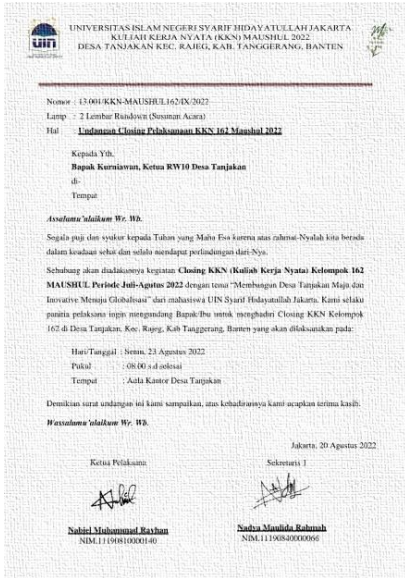 UNIVERSITAS ISLAM NEGERI SYARIF HIDAYATULLAH JAKARTA
KULIAH KERJA NYATA (KKN) MAUSHUL 2022
DESA TANJAKAN KEC. RAJEG, KAB. TANGGERANG, BANTEN
uin
Nomor : 13.001/KKN-MAUSHUL162/IX/2022
Lamp : 2 Lembar Rundown (Susunan Acara)
Hal : Undangan Closing Pelaksanaan KKN 162 Maushul 2022
Kepada Yth,
Bapak Kurniawan, Ketua RW10 Desa Tanjakan
di-
Tempat
Assalamu'alaikum Wr. Wb.
Segala puji dan syukur kepada Tuhan yang Maha Esa karena atas rahmat-Nyalah kita berada
dalam keadaan sehat dan selalu mendapat perlindungan dari-Nya.
Sehubung akan diadakannya kegiatan Closing KKN (Kuliah Kerja Nyata) Kelompok 162
MAUSHUL Periode Juli-Agutus 2022 dengan tema "Membangun Desa Tanjakan Maju dan
Inovative Menuju Globalisasi" dari mahasiswa UIN Syarif Hidayatullah Jakarta. Kami selaku
panitia pelaksana ingin mengundang Bapak/Ibu untuk menghadiri Closing KKN Kelompok
162 di Desa Tanjakan, Kec. Rajeg, Kab Tanggerang, Banten yang akan dilaksanakan pada:
Hari/Tanggal : Senin, 23 Agustus 2022
Pukul : 08.00 s.d selesai
Tempat : Aula Kantor Desa Tanjakan
Demikian surat undangan ini kami sampaikan, atas kehadirannya kami ucapkan terima kasih.
Wassalamu'alaikum Wr. Wb.
Jakarta, 20 Agustus 2022
Ketua Pelaksana
Sekretaris 1
Nabiel Muhammad Rayhan
NIM.11190810000140
Nadya Maulida Rahmah
NIM.11190840000066